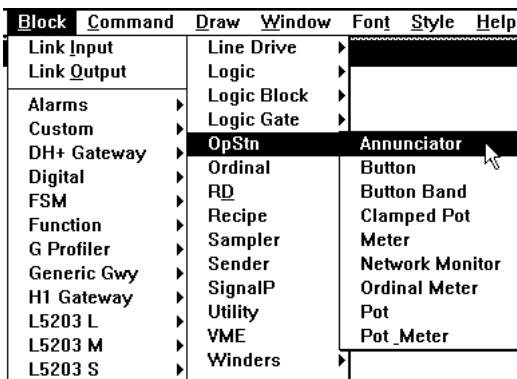 Block Command Draw Window Font Style Help
Link Input
Link Output
Alarms
Custom
DH+ Gateway
Digital
FSM
Function
G Profiler
Generic Gwy
H1 Gateway
L5203 L
L5203 M
L5203 S
Line Drive
Logic
Logic Block
Logic Gate
OpStn
Ordinal
RD
Recipe
Sampler
Sender
SignalP
Utility
VME
Winders
Annunciator
Button
Button Band
Clamped Pot
Meter
Network Monitor
Ordinal Meter
Pot
Pot_Meter